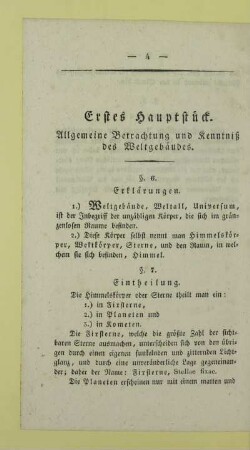 — 4 —
Erstes Hauptstück.
Allgemeine Betrachtung und Kenntniß
des Weltgebäudes.
§. 6.
Erklärungen.
1.) Weltgebäude, Weltall, Universum,
ist der Inbegriff der unzähligen Körper, die sich im grän-
zenlosen Raume befinden.
2.) Diese Körper selbst nennt man Himmelskör-
per, Weltkörper, Sterne, und den Raum, in
welchem sie sich befinden, Himmel.
§. 7.
Eintheilung.
Die Himmelskörper oder Sterne theilt man ein:
1.) in Fixsterne,
2.) in Planeten und
3.) in Kometen.
Die Fixsterne, welche die größte Zahl der sicht-
baren Sterne ausmachen, unterscheiden sich von den üb-
rigen durch einen eigenen funkelnden und zitternden Licht-
glanz, und durch eine unveränderliche Lage gegeneinan-
der; daher der Name: Fixsterne, Stellae fixae.
Die Planeten erscheinen nur mit einem matten und